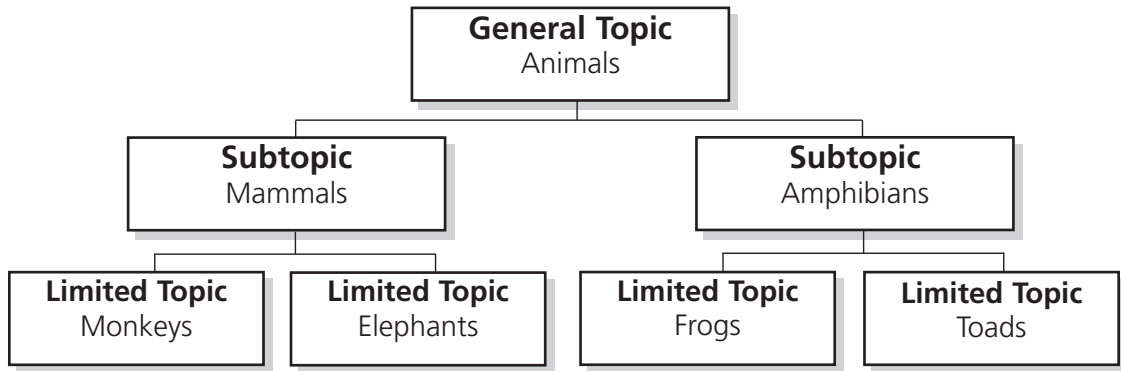 General Topic
Animals
Subtopic
Mammals
Subtopic
Amphibians
Limited Topic
Monkeys
Limited Topic
Elephants
Limited Topic
Frogs
Limited Topic
Toads